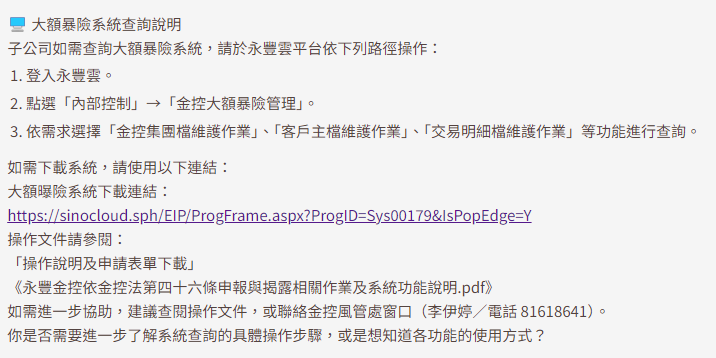 🖥️ 大額暴險系統查詢說明
子公司如需查詢大額暴險系統，請於永豐雲平台依下列路徑操作：
1. 登入永豐雲。
2. 點選「內部控制」→「金控大額暴險管理」。
3. 依需求選擇「金控集團檔維護作業」、「客戶主檔維護作業」、「交易明細檔維護作業」等功能進行查詢。
如需下載系統，請使用以下連結：
大額曝險系統下載連結：
https://sinocloud.sph/EIP/ProgFrame.aspx?ProgID=Sys00179&IsPopEdge=Y
操作文件請參閱：
「操作說明及申請表單下載」
《永豐金控依金控法第四十六條申報與揭露相關作業及系統功能說明.pdf》
如需進一步協助，建議查閱操作文件，或聯絡金控風管處窗口（李伊婷／電話 81618641）。
你是否需要進一步了解系統查詢的具體操作步驟，或是想知道各功能的使用方式？